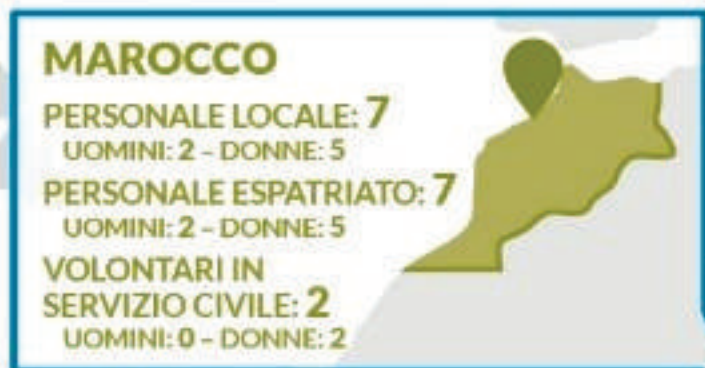 MAROCCO
PERSONALE LOCALE: 7
UOMINI: 2 – DONNE: 5
PERSONALE ESPATRIATO: 7
UOMINI: 2 – DONNE: 5
VOLONTARI IN
SERVIZIO CIVILE: 2
UOMINI: 0 – DONNE: 2